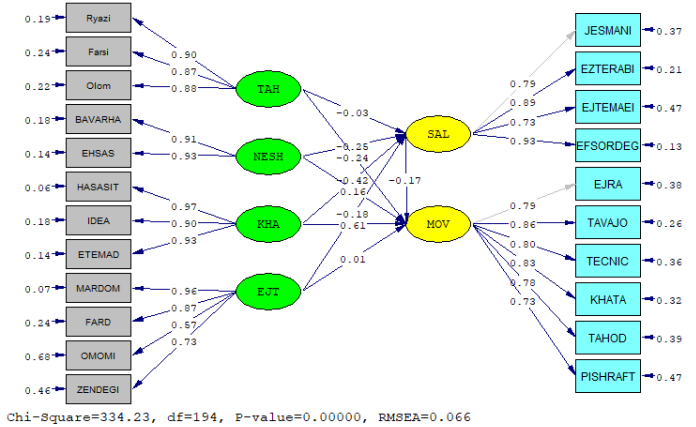 0.19 Ryazi
0.24 Farsi
0.22 Olom
0.18 BAVARHA
0.14 EHSAS
0.06 HASASIT
0.18 IDEA
0.14 ETEMAD
0.07 MARDOM
0.24 FARD
0.68 OMOMI
0.46 ZENDEGI
0.90
0.87
0.88
0.91
0.93
0.97
0.90
0.93
0.96
0.87
0.57
0.73
TAH
NESH
KHA
EJT
-0.03
-0.25
-0.24
-0.42
0.16
-0.18
0.61
0.01
-0.17
SAL
MOV
0.79
0.89
0.73
0.93
0.79
0.86
0.80
0.83
0.78
0.73
JESMANI 0.37
EZTERABI 0.21
EJTEMAEI 0.47
EFSORDEG 0.13
EJRA 0.38
TAVAJO 0.26
TECNIC 0.36
KHATA 0.32
TAHOD 0.39
PISHRAFT 0.47
Chi-Square=334.23, df=194, P-value=0.00000, RMSEA=0.066